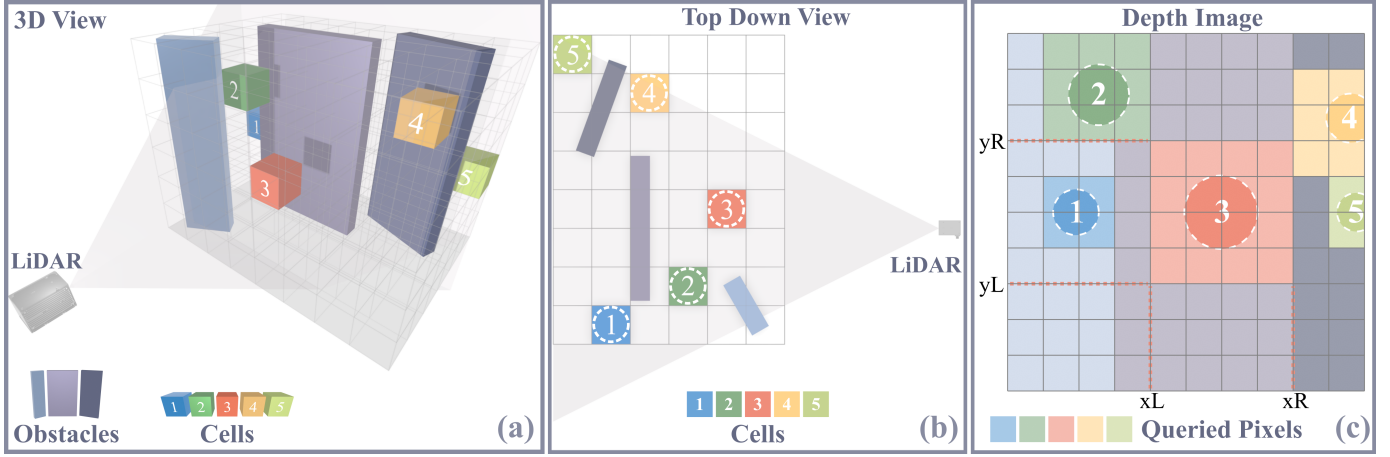 3D View
2
1
4
3
5
LiDAR
1 2 3 4 5
Obstacles
Cells
(a)
Top Down View
5
4
3
LiDAR
2
1
1 2 3 4 5
Cells
(b)
Depth Image
2
4
yR
1
3
5
yL
xL
xR
Queried Pixels
(c)